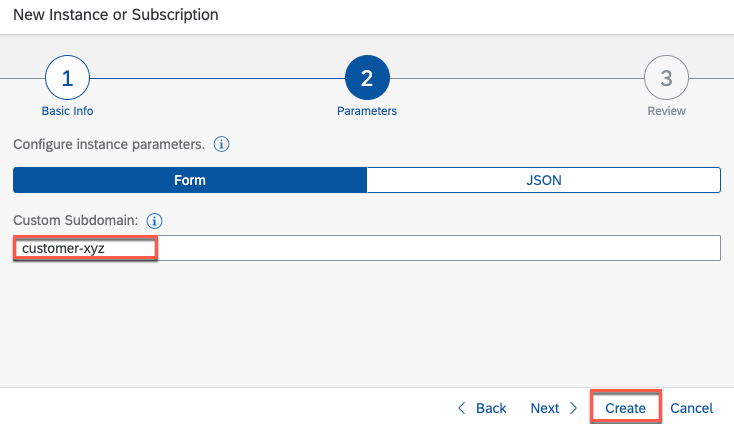 New Instance or Subscription
1 2 3
Basic Info Parameters Review
Configure instance parameters. i
Form JSON
Custom Subdomain: i
customer-xyz
Back Next Create Cancel